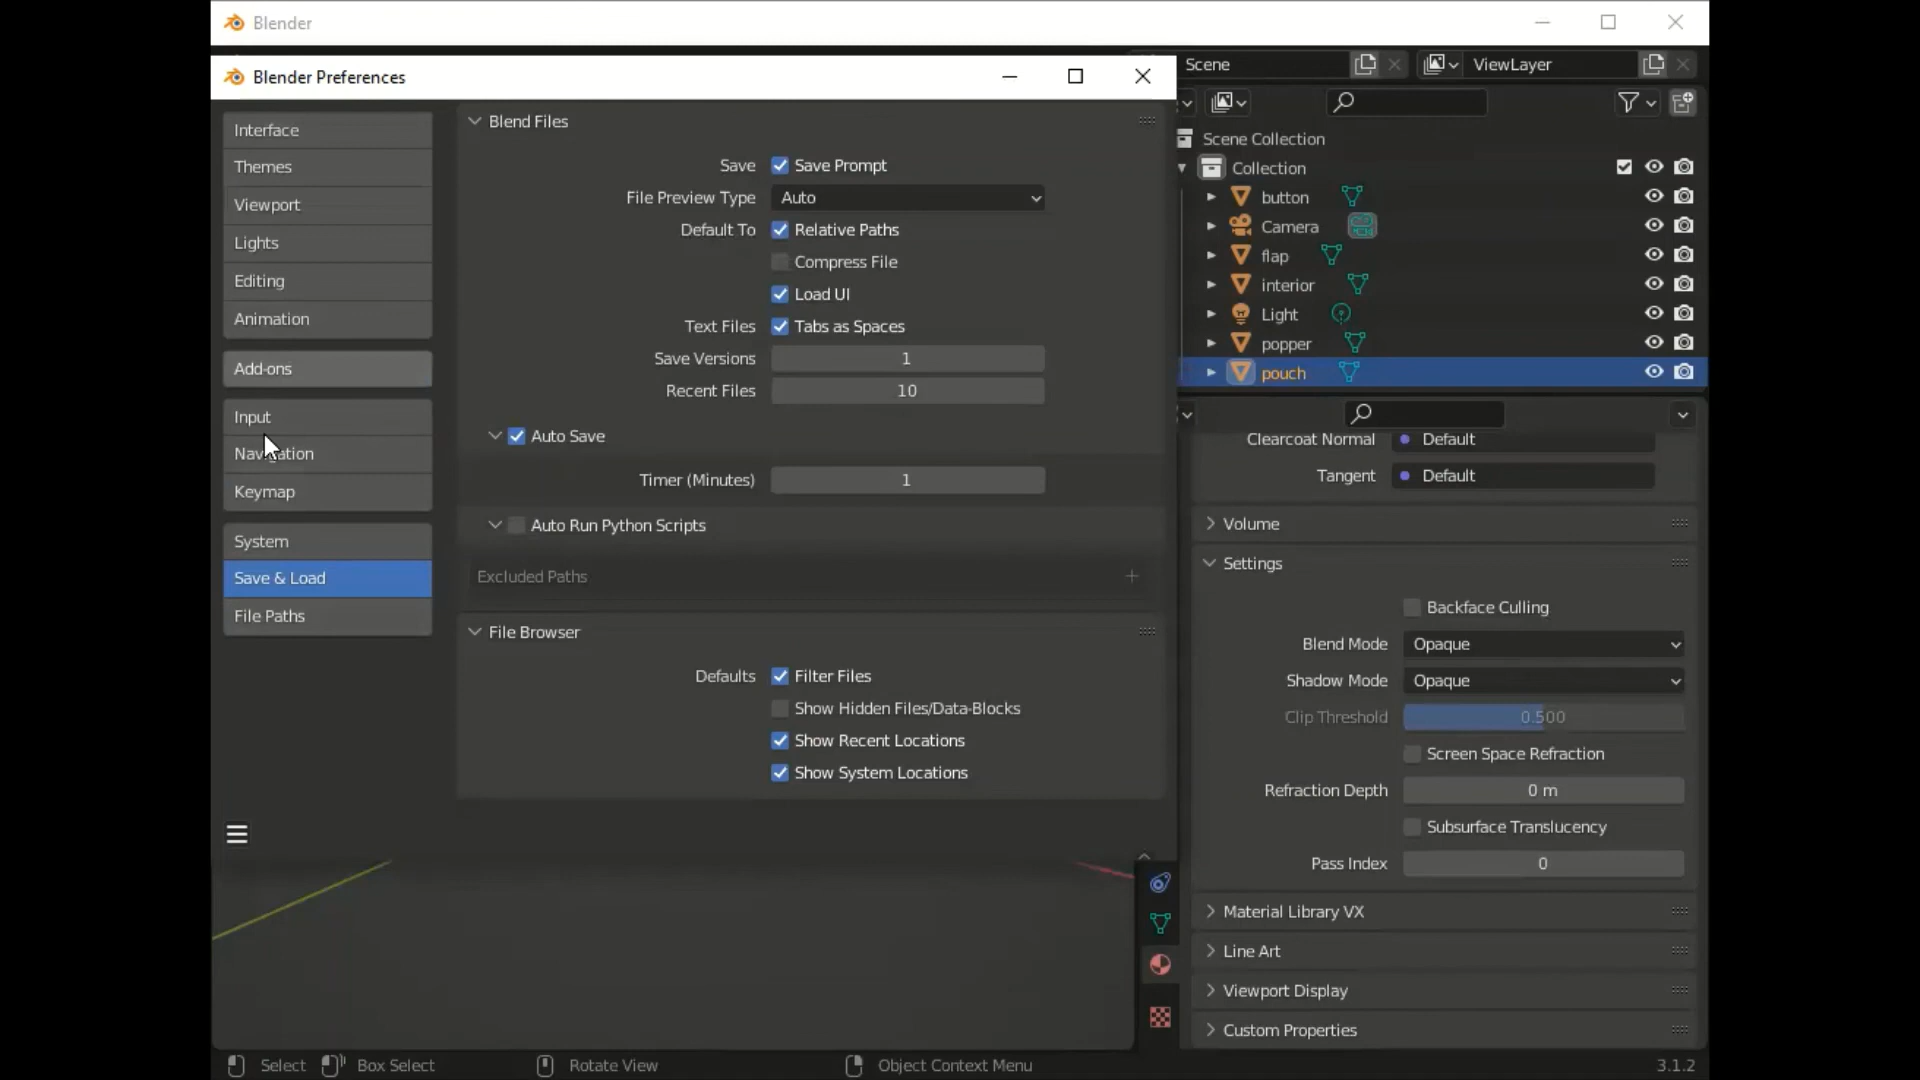 Blender
Blender Preferences
Scene
ViewLayer
Interface
Themes
Viewport
Lights
Editing
Animation
Add-ons
Input
Navigation
Keymap
System
Save & Load
File Paths
Blend Files
Save
Save Prompt
File Preview Type
Auto
Default To
Relative Paths
Compress File
Load UI
Text Files
Tabs as Spaces
Save Versions
1
Recent Files
10
Auto Save
Timer (Minutes)
1
Auto Run Python Scripts
Excluded Paths
File Browser
Defaults
Filter Files
Show Hidden Files/Data-Blocks
Show Recent Locations
Show System Locations
Scene Collection
Collection
button
Camera
flap
interior
Light
popper
pouch
Clearcoat Normal
Default
Tangent
Default
Volume
Settings
Backface Culling
Blend Mode
Opaque
Shadow Mode
Opaque
Clip Threshold
0.500
Screen Space Refraction
Refraction Depth
0 m
Subsurface Translucency
Pass Index
0
Material Library VX
Line Art
Viewport Display
Custom Properties
Select
Box Select
Rotate View
Object Context Menu
3.1.2